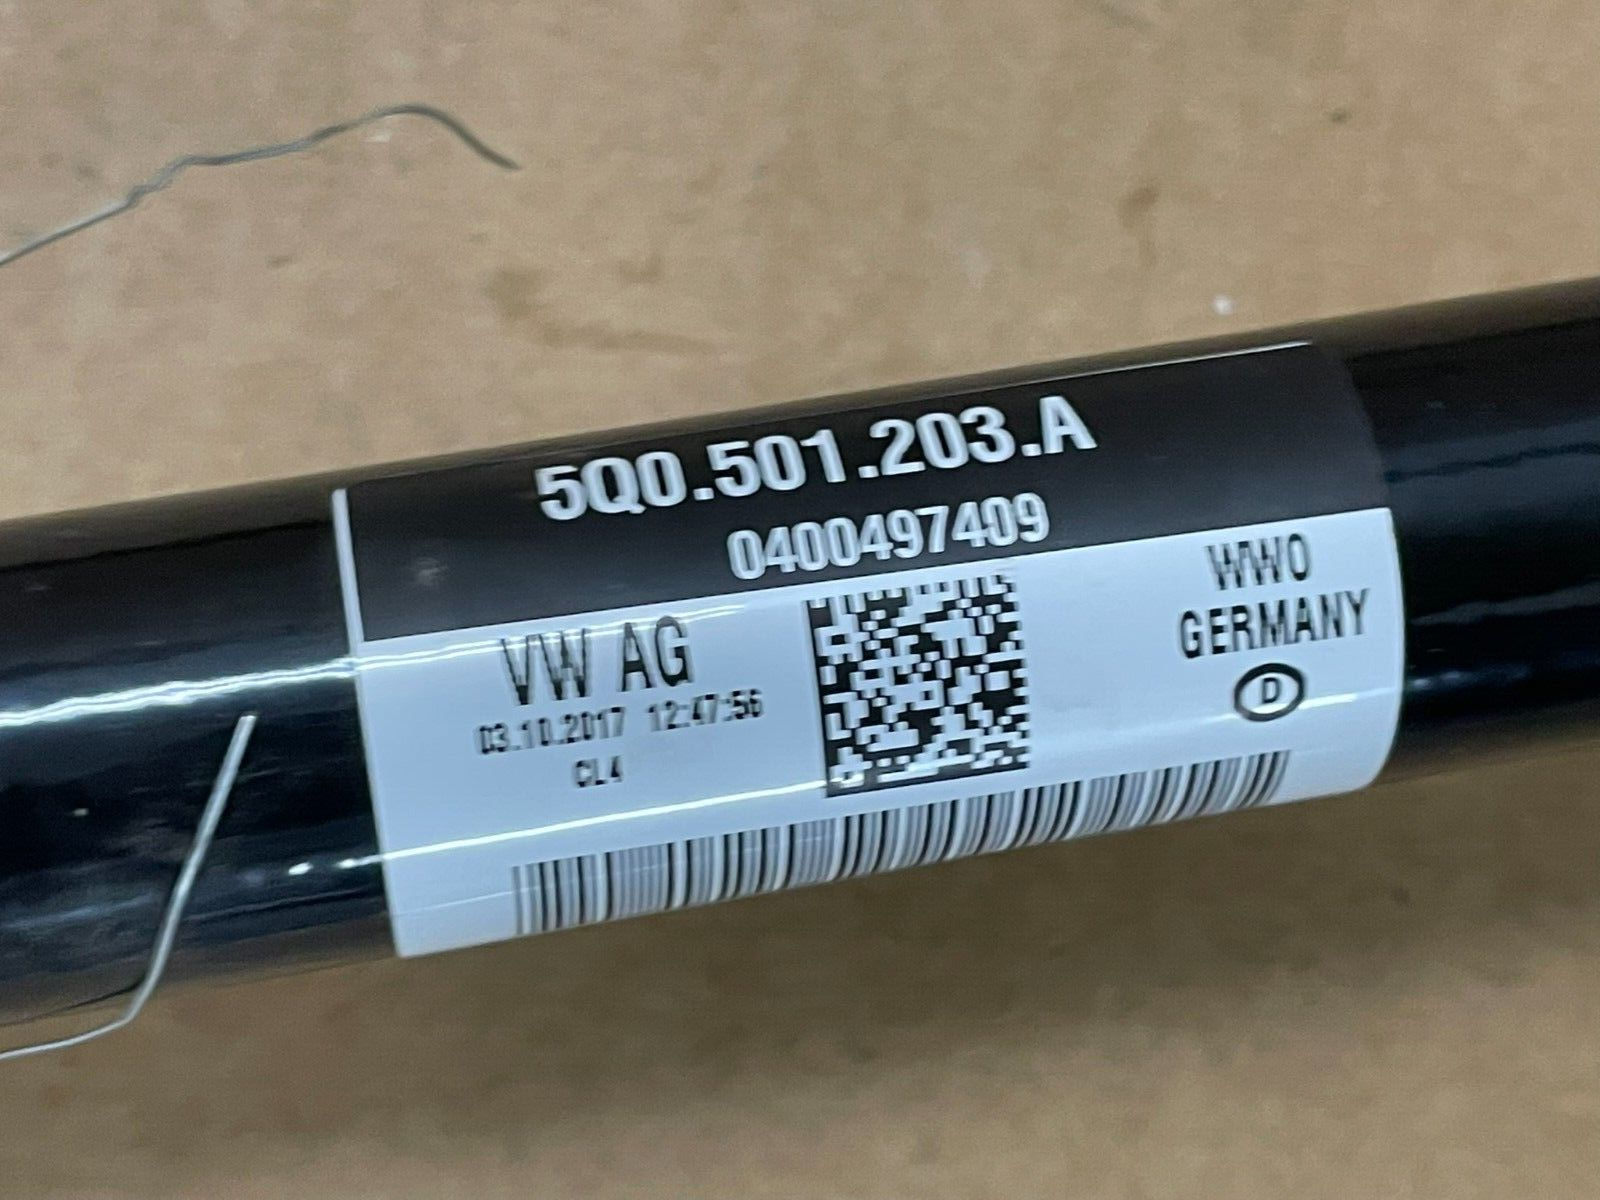 5Q0.501.203.A
0400497409
VW AG
03.10.2017 12:47:56
CL4
WWO
GERMANY
D